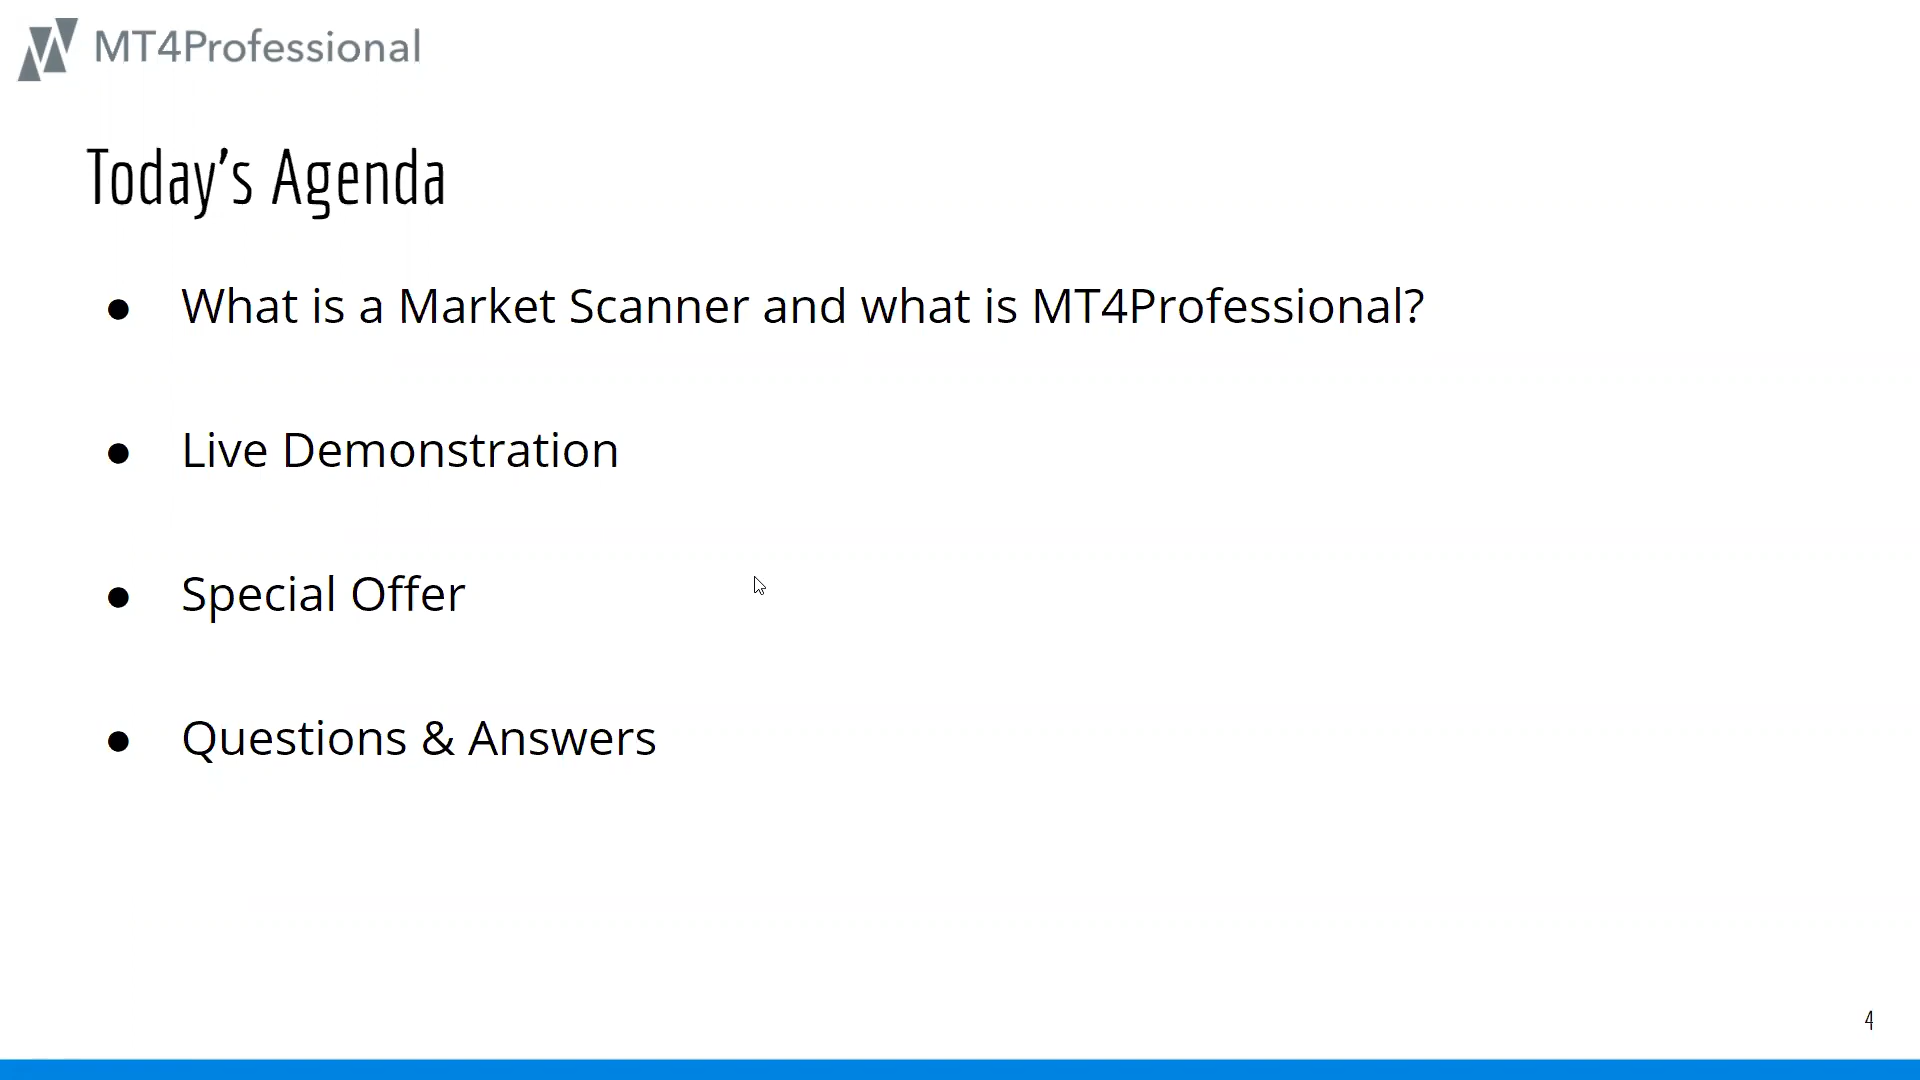 MT4Professional
Today’s Agenda
● What is a Market Scanner and what is MT4Professional?
● Live Demonstration
● Special Offer
● Questions & Answers
4